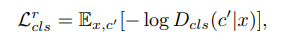 $\mathcal{L}^{r}_{cls} = \mathbb{E}_{x,c'}[-\log D_{cls}(c'|x)],$